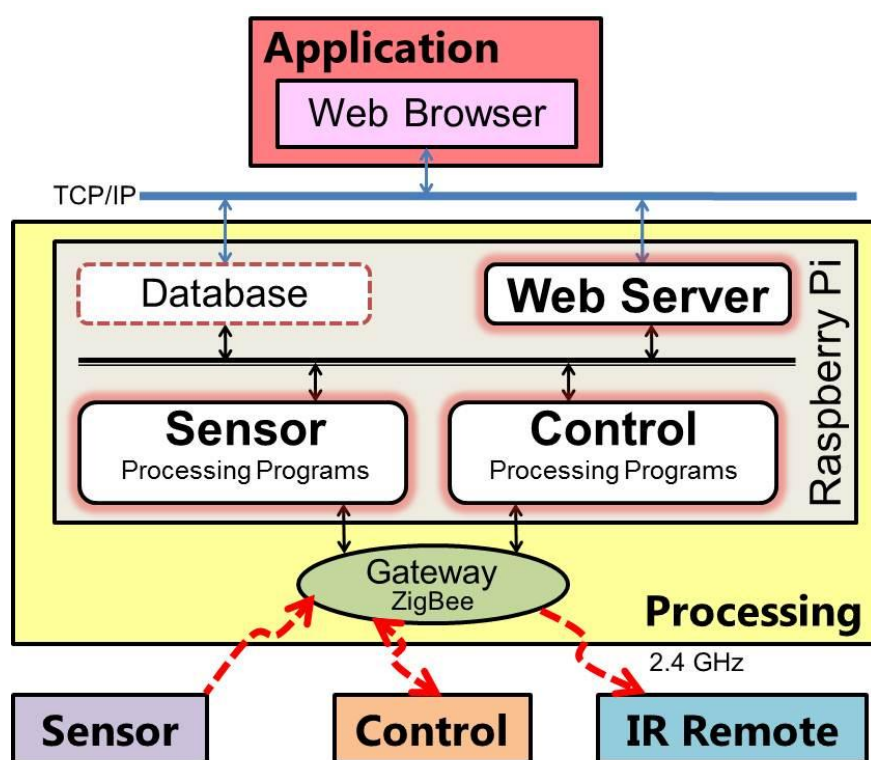 Application
Web Browser
TCP/IP
Database
Web Server
Raspberry Pi
Sensor
Processing Programs
Control
Processing Programs
Gateway
ZigBee
Processing
2.4 GHz
Sensor
Control
IR Remote